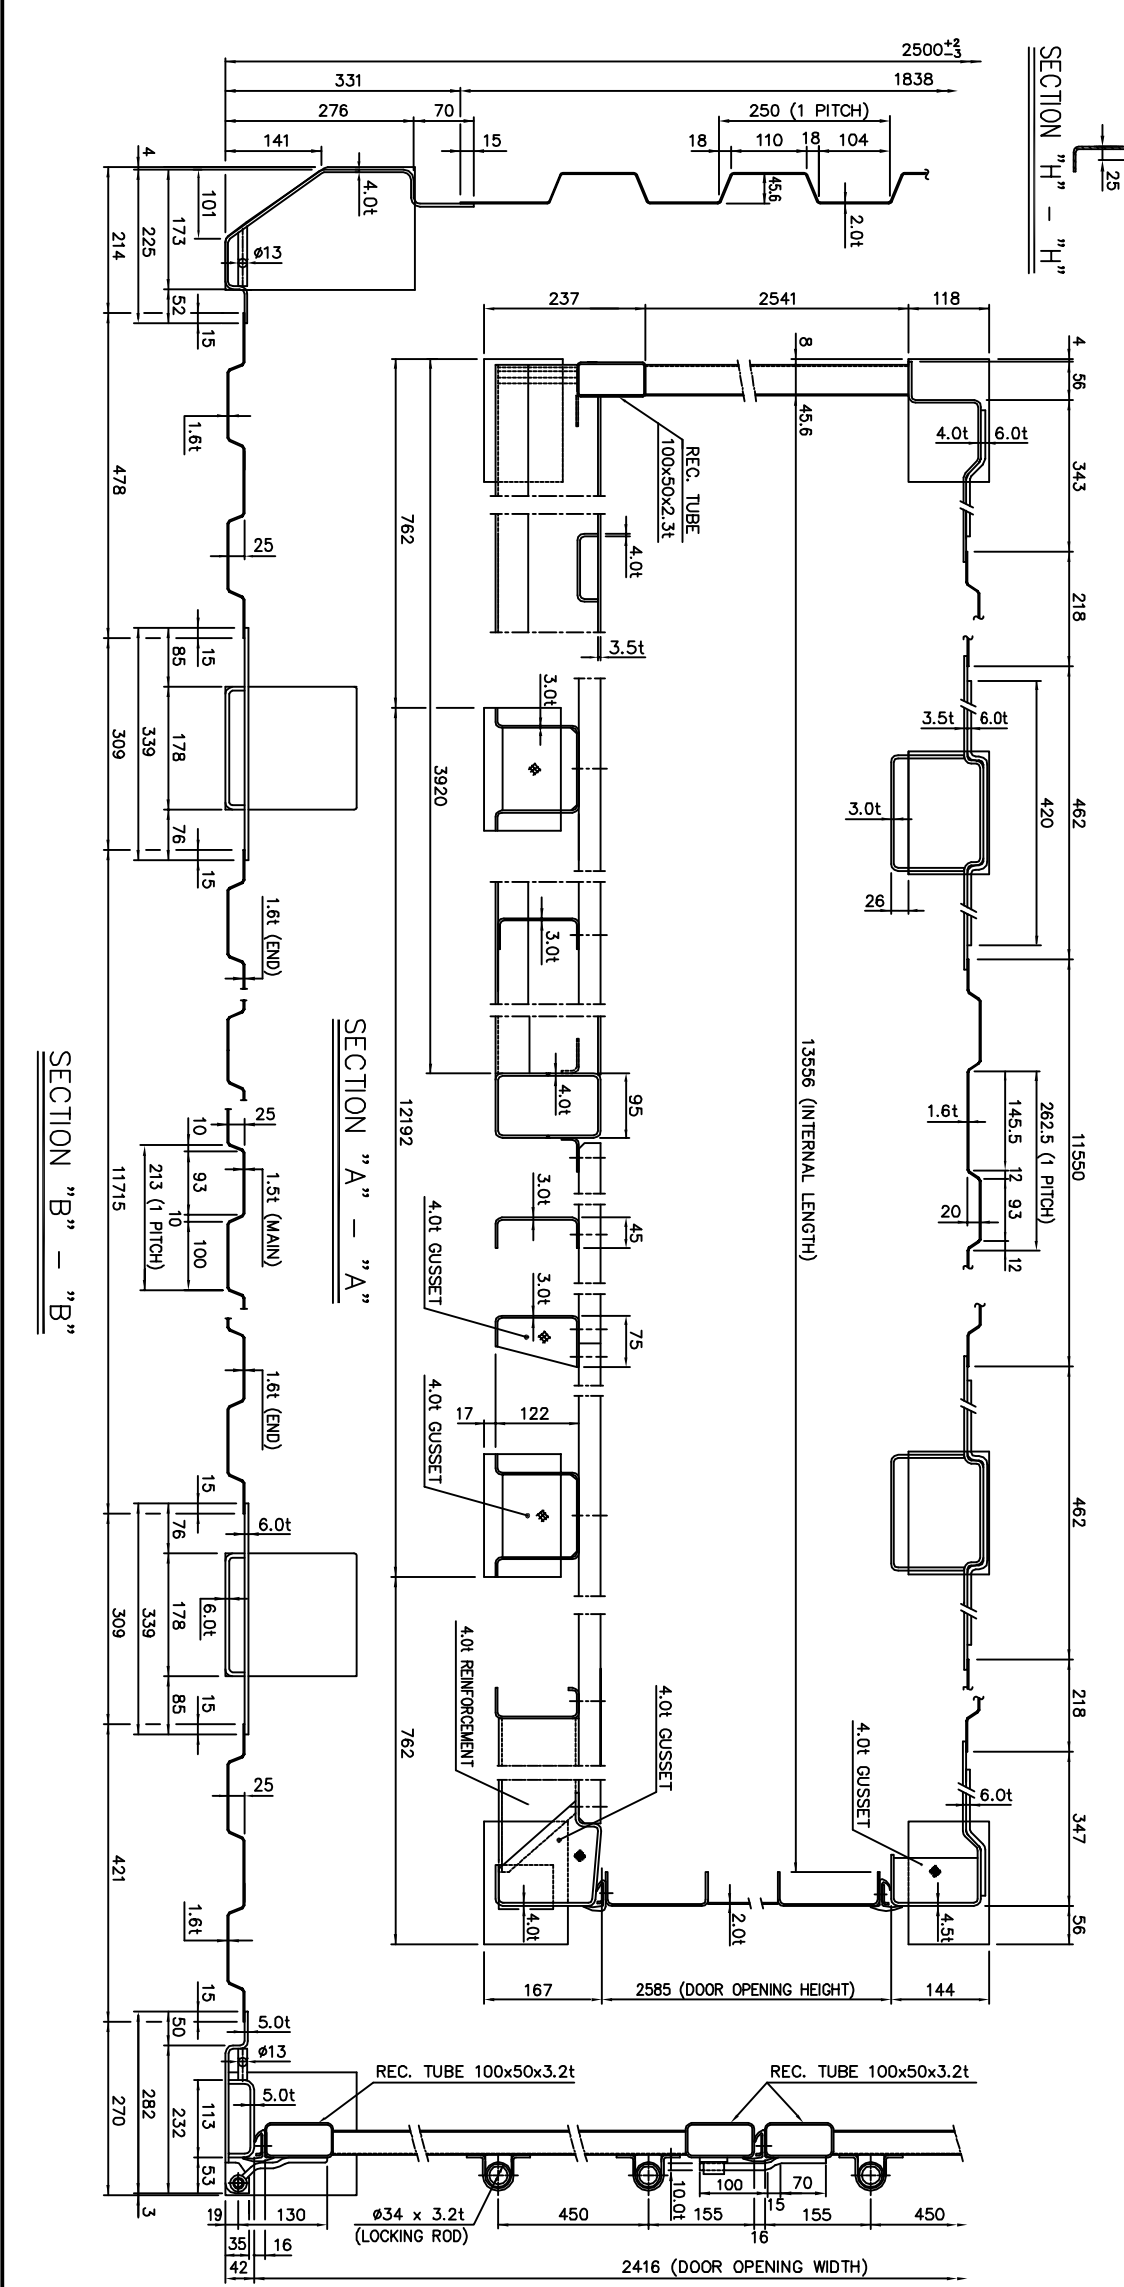 2500+2-3
331
1838
276
70
250 (1 PITCH)
141
15
18
110
18
104
SECTION "H" - "H"
25
4
4.0t
45.6
2.0t
101
173
225
214
ø13
52
15
237
2541
118
8
4
56
1.6t
45.6
4.0t
6.0t
343
478
REC. TUBE
100x50x2.3t
762
25
4.0t
218
3.5t
15
85
3.0t
3.5t
6.0t
309
339
178
3920
3.0t
420
462
76
15
26
1.6t (END)
3.0t
SECTION "A" - "A"
13556 (INTERNAL LENGTH)
4.0t
95
12192
SECTION "B" - "B"
25
10
93
10
100
213 (1 PITCH)
1.5t (MAIN)
11715
1.6t
145.5
262.5 (1 PITCH)
11550
12
93
20
12
3.0t
45
4.0t GUSSET
3.0t
75
1.6t (END)
17
122
4.0t GUSSET
15
76
6.0t
462
309
339
178
6.0t
85
15
4.0t REINFORCEMENT
762
4.0t GUSSET
218
4.0t GUSSET
6.0t
347
25
421
1.6t
4.0t
2.0t
4.5t
56
167
2585 (DOOR OPENING HEIGHT)
144
15
50
5.0t
ø13
REC. TUBE 100x50x3.2t
REC. TUBE 100x50x3.2t
270
282
232
113
5.0t
53
3
10.0t
100
70
15
19
130
ø34 x 3.2t
(LOCKING ROD)
450
155
155
450
16
35
16
42
2416 (DOOR OPENING WIDTH)